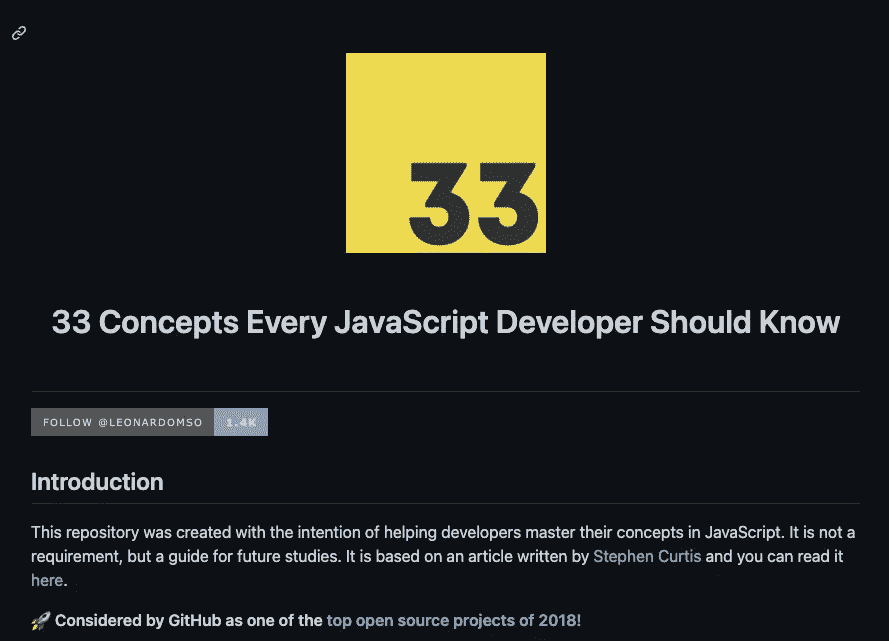 33
33 Concepts Every JavaScript Developer Should Know
FOLLOW @LEONARDOMSO 1.4K
Introduction
This repository was created with the intention of helping developers master their concepts in JavaScript. It is not a
requirement, but a guide for future studies. It is based on an article written by Stephen Curtis and you can read it
here.
🚀 Considered by GitHub as one of the top open source projects of 2018!